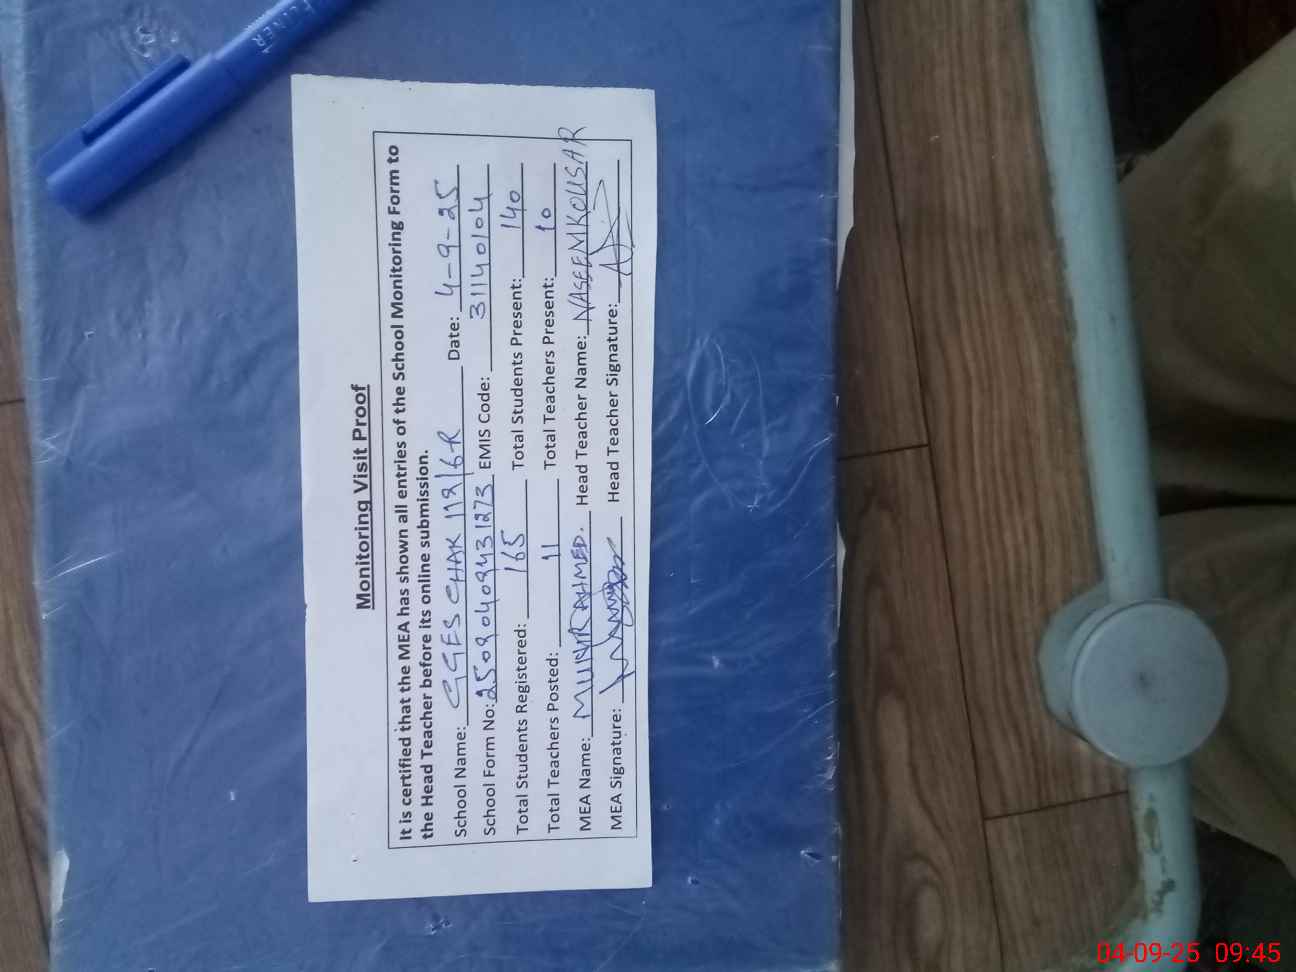 Monitoring Visit Proof
It is certified that the MEA has shown all entries of the School Monitoring Form to
the Head Teacher before its online submission.
School Name: GGES CHAK 112/6-R Date: 4-9-25
School Form No: 25090409431273 EMIS Code: 31140104
Total Students Registered: 165 Total Students Present: 140
Total Teachers Posted: 11 Total Teachers Present: 10
MEA Name: MUNIR AHMED. Head Teacher Name: NASEEM KOUSAR
MEA Signature: Head Teacher Signature:
04-09-25 09:45